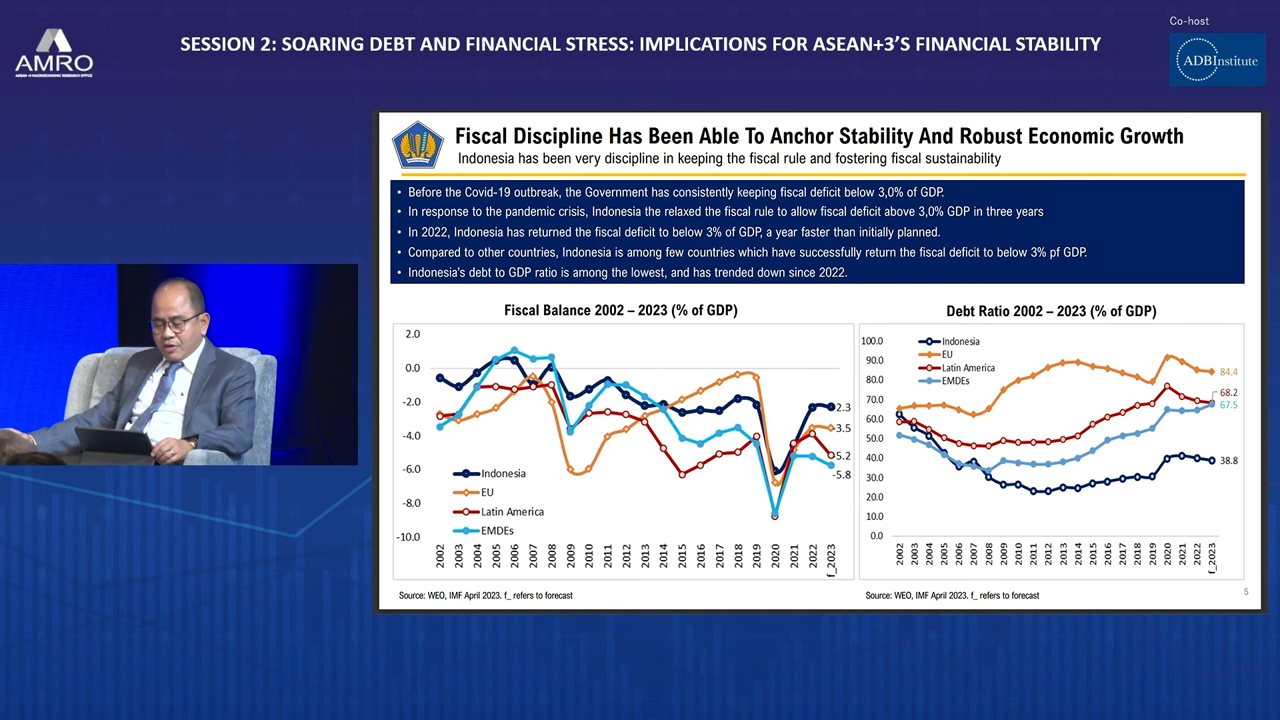 Co-host
AMRO
ASEAN+3 MACROECONOMIC RESEARCH OFFICE
SESSION 2: SOARING DEBT AND FINANCIAL STRESS: IMPLICATIONS FOR ASEAN+3'S FINANCIAL STABILITY
ADBInstitute
Fiscal Discipline Has Been Able To Anchor Stability And Robust Economic Growth
Indonesia has been very discipline in keeping the fiscal rule and fostering fiscal sustainability
• Before the Covid-19 outbreak, the Government has consistently keeping fiscal deficit below 3,0% of GDP.
• In response to the pandemic crisis, Indonesia the relaxed the fiscal rule to allow fiscal deficit above 3,0% GDP in three years
• In 2022, Indonesia has returned the fiscal deficit to below 3% of GDP, a year faster than initially planned.
• Compared to other countries, Indonesia is among few countries which have successfully return the fiscal deficit to below 3% pf GDP.
• Indonesia's debt to GDP ratio is among the lowest, and has trended down since 2022.
Fiscal Balance 2002 – 2023 (% of GDP)
2.0
0.0
-2.0
-4.0
-6.0
-8.0
-10.0
-2.3
-3.5
-5.2
-5.8
Indonesia
EU
Latin America
EMDEs
2002 2003 2004 2005 2006 2007 2008 2009 2010 2011 2012 2013 2014 2015 2016 2017 2018 2019 2020 2021 2022 f_2023
Source: WEO, IMF April 2023. f_ refers to forecast
Debt Ratio 2002 – 2023 (% of GDP)
100.0
90.0
80.0
70.0
60.0
50.0
40.0
30.0
20.0
10.0
0.0
Indonesia
EU
Latin America
EMDEs
84.4
68.2
67.5
38.8
2002 2003 2004 2005 2006 2007 2008 2009 2010 2011 2012 2013 2014 2015 2016 2017 2018 2019 2020 2021 2022 f_2023
Source: WEO, IMF April 2023. f_ refers to forecast
5